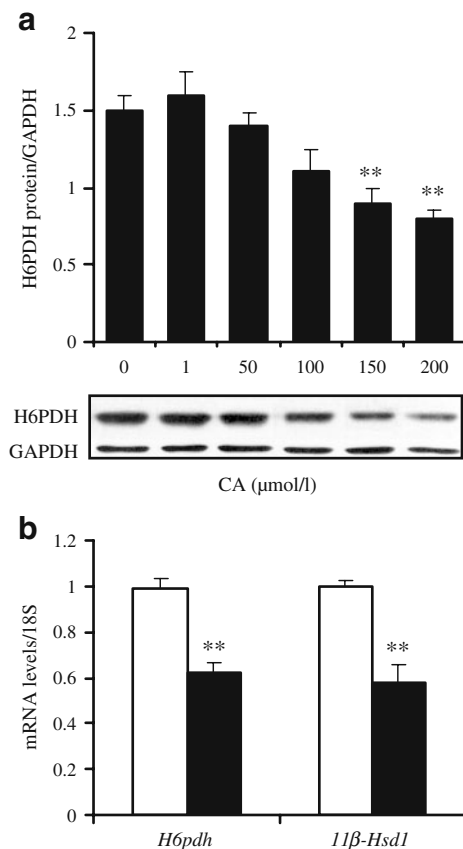 a
H6PDH protein/GAPDH
2
1.5
1
0.5
0
** **
0 1 50 100 150 200
H6PDH
GAPDH
CA (μmol/l)
b
mRNA levels/18S
1.2
1
0.8
0.6
0.4
0.2
0
** **
H6pdh 11β-Hsd1